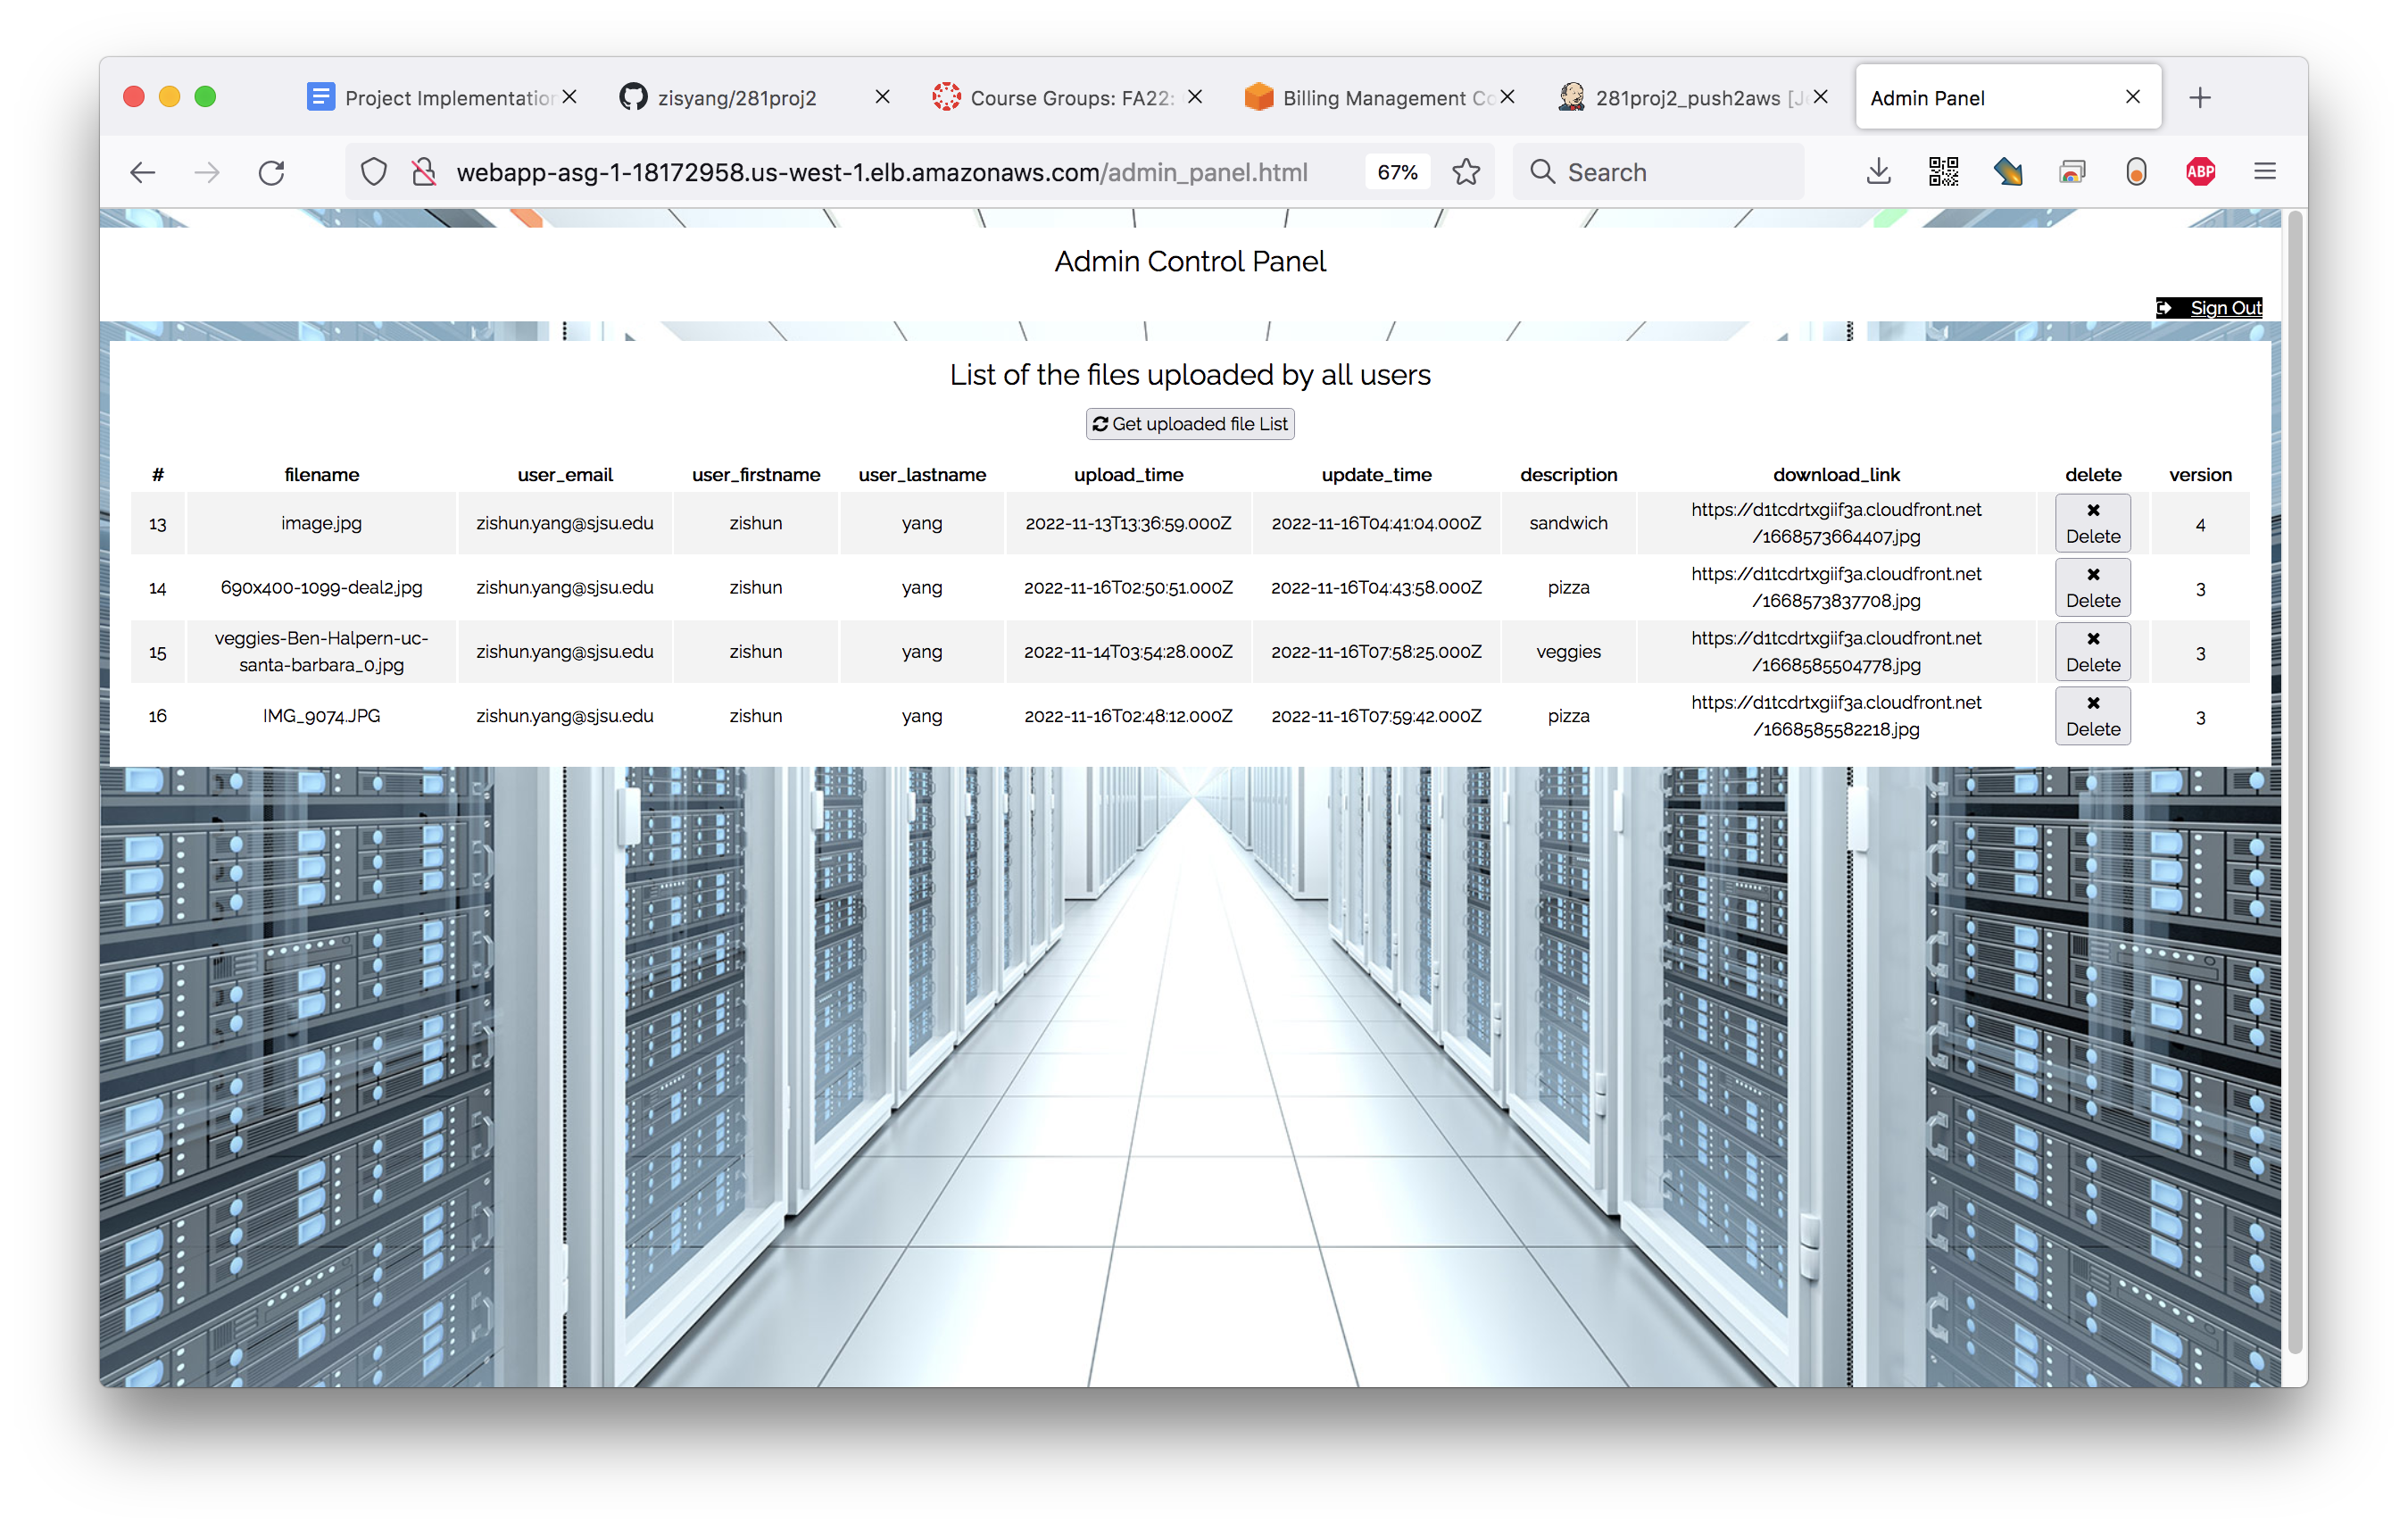 Project Implementation
zisyang/281proj2
Course Groups: FA22:
Billing Management Co
281proj2_push2aws [Je
Admin Panel
webapp-asg-1-18172958.us-west-1.elb.amazonaws.com/admin_panel.html
67%
Search
ABP
Admin Control Panel
Sign Out
List of the files uploaded by all users
Get uploaded file List
# filename user_email user_firstname user_lastname upload_time update_time description download_link delete version
13 image.jpg zishun.yang@sjsu.edu zishun yang 2022-11-13T13:36:59.000Z 2022-11-16T04:41:04.000Z sandwich https://d1tcdrtxgiif3a.cloudfront.net
/1668573664407.jpg Delete 4
14 690x400-1099-deal2.jpg zishun.yang@sjsu.edu zishun yang 2022-11-16T02:50:51.000Z 2022-11-16T04:43:58.000Z pizza https://d1tcdrtxgiif3a.cloudfront.net
/1668573837708.jpg Delete 3
15 veggies-Ben-Halpern-uc-
santa-barbara_0.jpg zishun.yang@sjsu.edu zishun yang 2022-11-14T03:54:28.000Z 2022-11-16T07:58:25.000Z veggies https://d1tcdrtxgiif3a.cloudfront.net
/1668585504778.jpg Delete 3
16 IMG_9074.JPG zishun.yang@sjsu.edu zishun yang 2022-11-16T02:48:12.000Z 2022-11-16T07:59:42.000Z pizza https://d1tcdrtxgiif3a.cloudfront.net
/1668585582218.jpg Delete 3